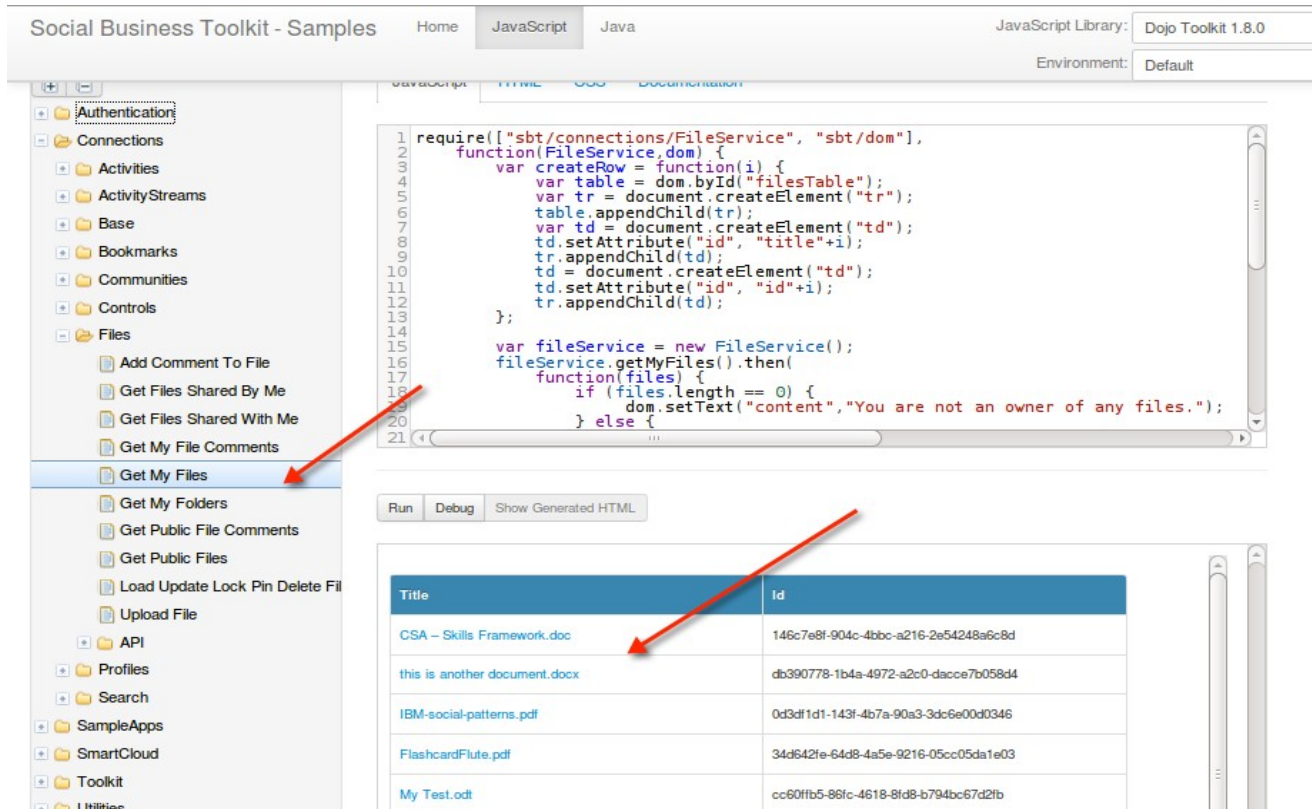 Social Business Toolkit - Samples
Home
JavaScript
Java
JavaScript Library:
Dojo Toolkit 1.8.0
Environment:
Default
JavaScript
HTML
CSS
Documentation
Authentication
Connections
Activities
ActivityStreams
Base
Bookmarks
Communities
Controls
Files
Add Comment To File
Get Files Shared By Me
Get Files Shared With Me
Get My File Comments
Get My Files
Get My Folders
Get Public File Comments
Get Public Files
Load Update Lock Pin Delete Fil
Upload File
API
Profiles
Search
SampleApps
SmartCloud
Toolkit
Utilities
1 require(["sbt/connections/FileService", "sbt/dom"],
2 function(FileService,dom) {
3 var createRow = function(i) {
4 var table = dom.byId("filesTable");
5 var tr = document.createElement("tr");
6 table.appendChild(tr);
7 var td = document.createElement("td");
8 td.setAttribute("id", "title"+i);
9 tr.appendChild(td);
10 td = document.createElement("td");
11 td.setAttribute("id", "id"+i);
12 tr.appendChild(td);
13 };
14
15 var fileService = new FileService();
16 fileService.getMyFiles().then(
17 function(files) {
18 if (files.length == 0) {
19 dom.setText("content","You are not an owner of any files.");
20 } else {
21
Run
Debug
Show Generated HTML
Title Id
CSA – Skills Framework.doc 146c7e8f-904c-4bbc-a216-2e54248a6c8d
this is another document.docx db390778-1b4a-4972-a2c0-dacce7b058d4
IBM-social-patterns.pdf 0d3df1d1-143f-4b7a-90a3-3dc6e00d0346
FlashcardFlute.pdf 34d642fe-64d8-4a5e-9216-05cc05da1e03
My Test.odt cc60ffb5-86fc-4618-8fd8-b794bc67d2fb